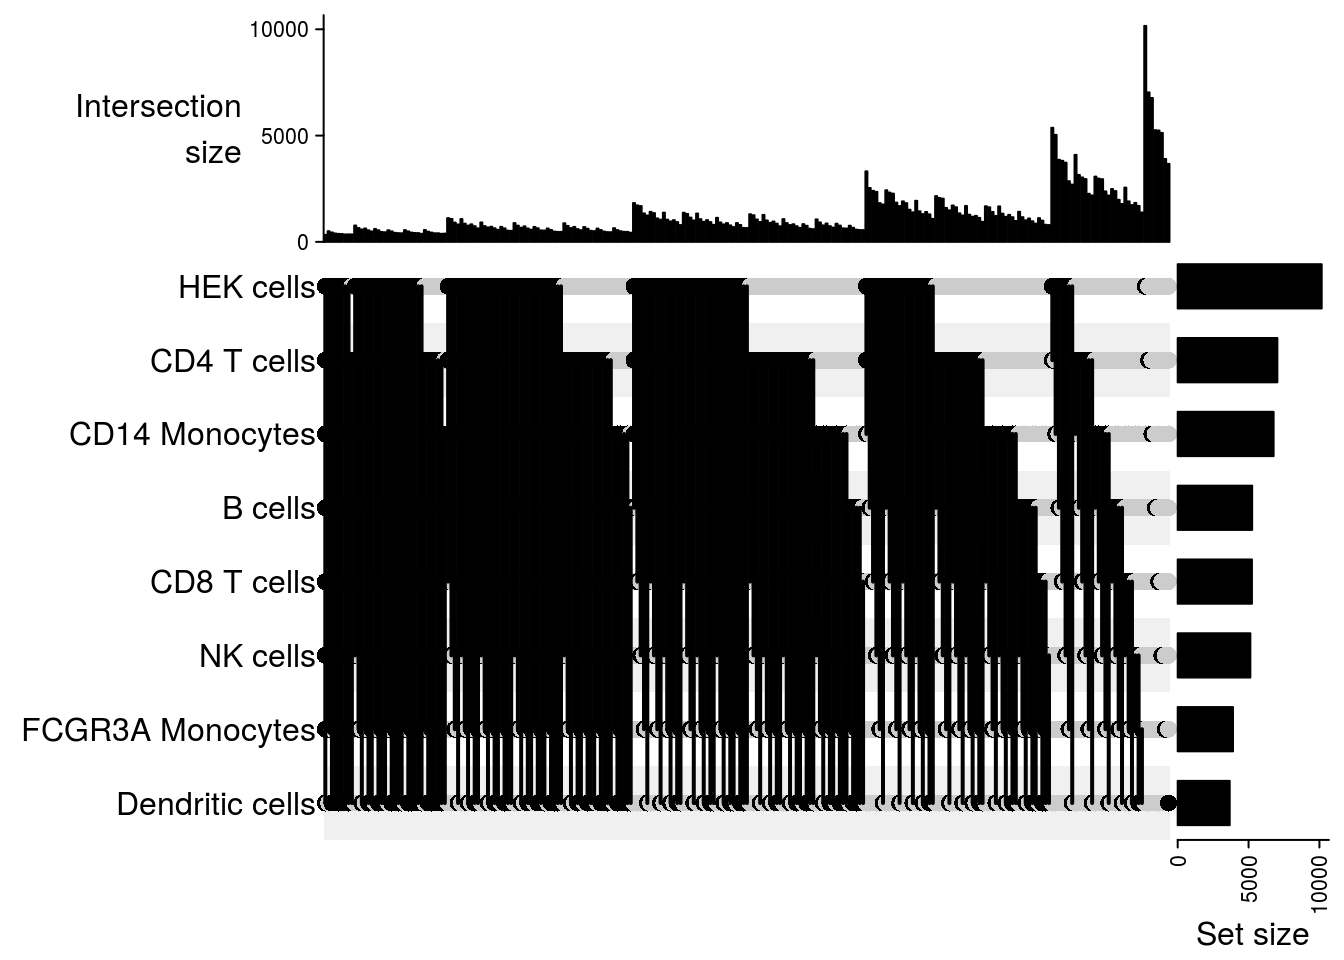 10000
Intersection
size
5000
0
HEK cells
CD4 T cells
CD14 Monocytes
B cells
CD8 T cells
NK cells
FCGR3A Monocytes
Dendritic cells
0
5000
10000
Set size